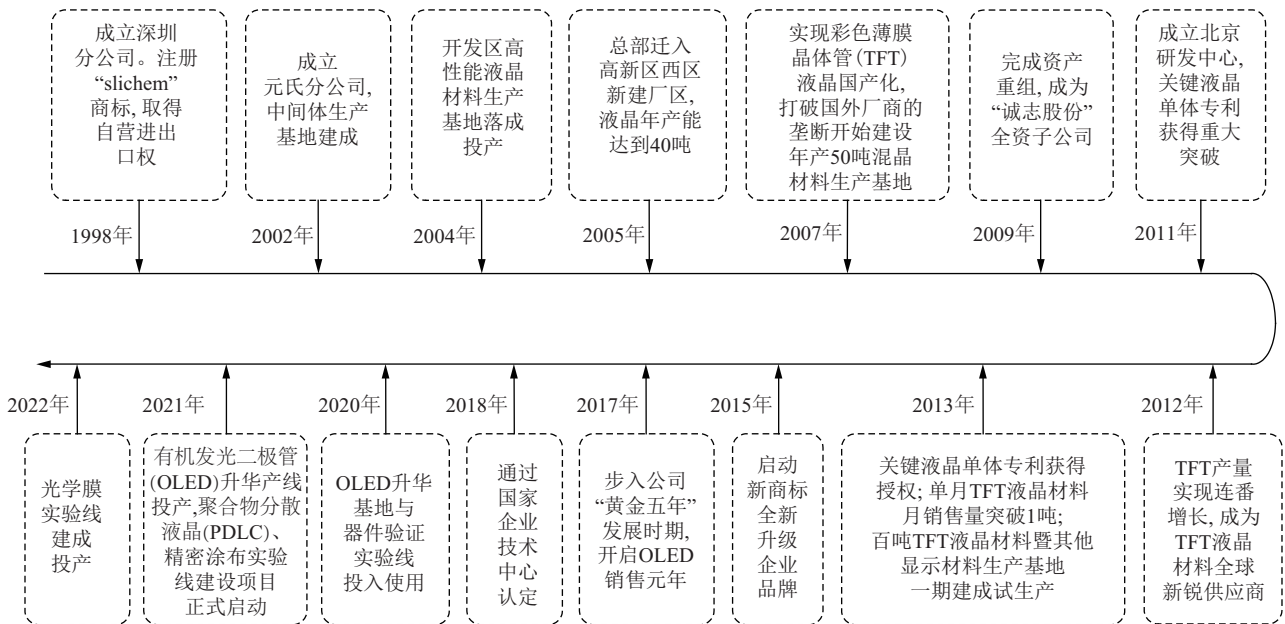 成立深圳
分公司。注册
“slichem”
商标, 取得
自营进出
口权
1998年
成立
元氏分公司,
中间体生产
基地建成
2002年
开发区高
性能液晶
材料生产
基地落成
投产
2004年
总部迁入
高新区西区
新建厂区,
液晶年产能
达到40吨
2005年
实现彩色薄膜
晶体管(TFT)
液晶国产化,
打破国外厂商的
垄断开始建设
年产50吨混晶
材料生产基地
2007年
完成资产
重组, 成为
“诚志股份”
全资子公司
2009年
成立北京
研发中心,
关键液晶
单体专利
获得重大
突破
2011年
2022年
光学膜
实验线
建成
投产
2021年
有机发光二极管
(OLED)升华产线
投产,聚合物分散
液晶(PDLC)、
精密涂布实验
线建设项目
正式启动
2020年
OLED升华
基地与
器件验证
实验线
投入使用
2018年
通过
国家
企业
技术
中心
认定
2017年
步入公司
“黄金五年”
发展时期,
开启OLED
销售元年
2015年
启动
新商标
全新
升级
企业
品牌
2013年
关键液晶单体专利获得
授权; 单月TFT液晶材料
月销售量突破1吨;
百吨TFT液晶材料暨其他
显示材料生产基地
一期建成试生产
2012年
TFT产量
实现连番
增长, 成为
TFT液晶
材料全球
新锐供应商